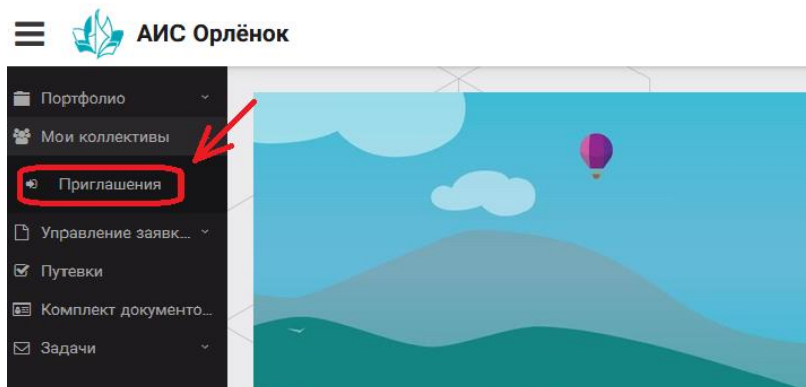 АИС Орлёнок
Портфолио
Мои коллективы
Приглашения
Управление заявк...
Путевки
Комплект документо...
Задачи